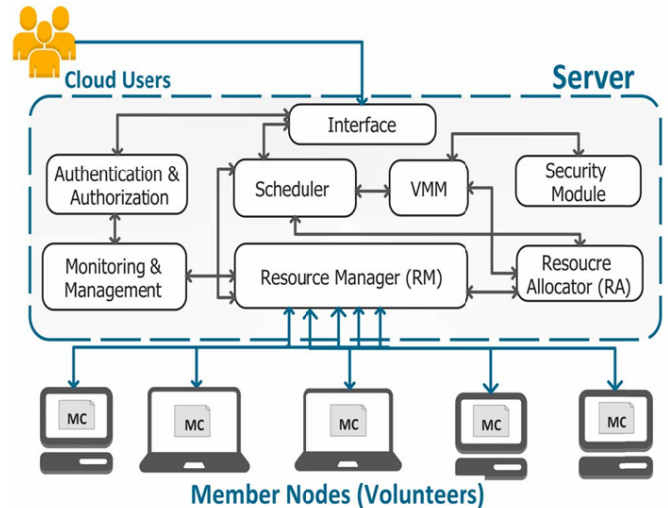 Cloud Users
Server
Interface
Authentication &
Authorization
Scheduler
VMM
Security
Module
Monitoring &
Management
Resource Manager (RM)
Resoucre
Allocator (RA)
MC
MC
MC
MC
MC
Member Nodes (Volunteers)